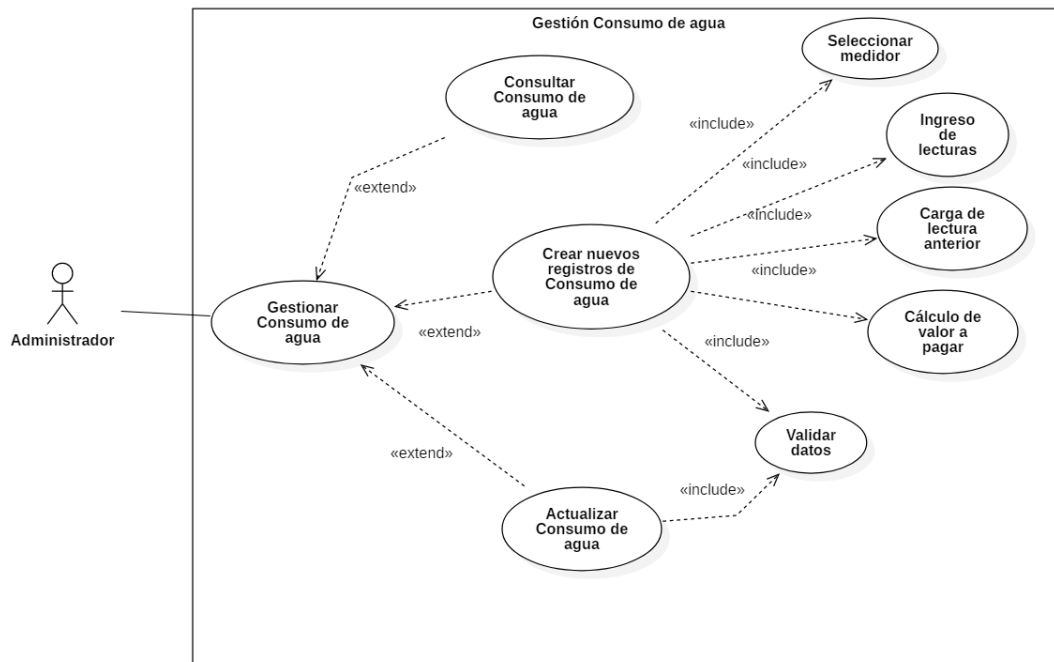 Gestión Consumo de agua
Seleccionar
medidor
Consultar
Consumo de
agua
«include»
Ingreso
de
lecturas
«include»
«extend»
«include»
Carga de
lectura
anterior
Crear nuevos
registros de
Consumo de
agua
«include»
Gestionar
Consumo de
agua
«extend»
Cálculo de
valor a
pagar
Administrador
«include»
Validar
datos
«extend»
«include»
Actualizar
Consumo de
agua